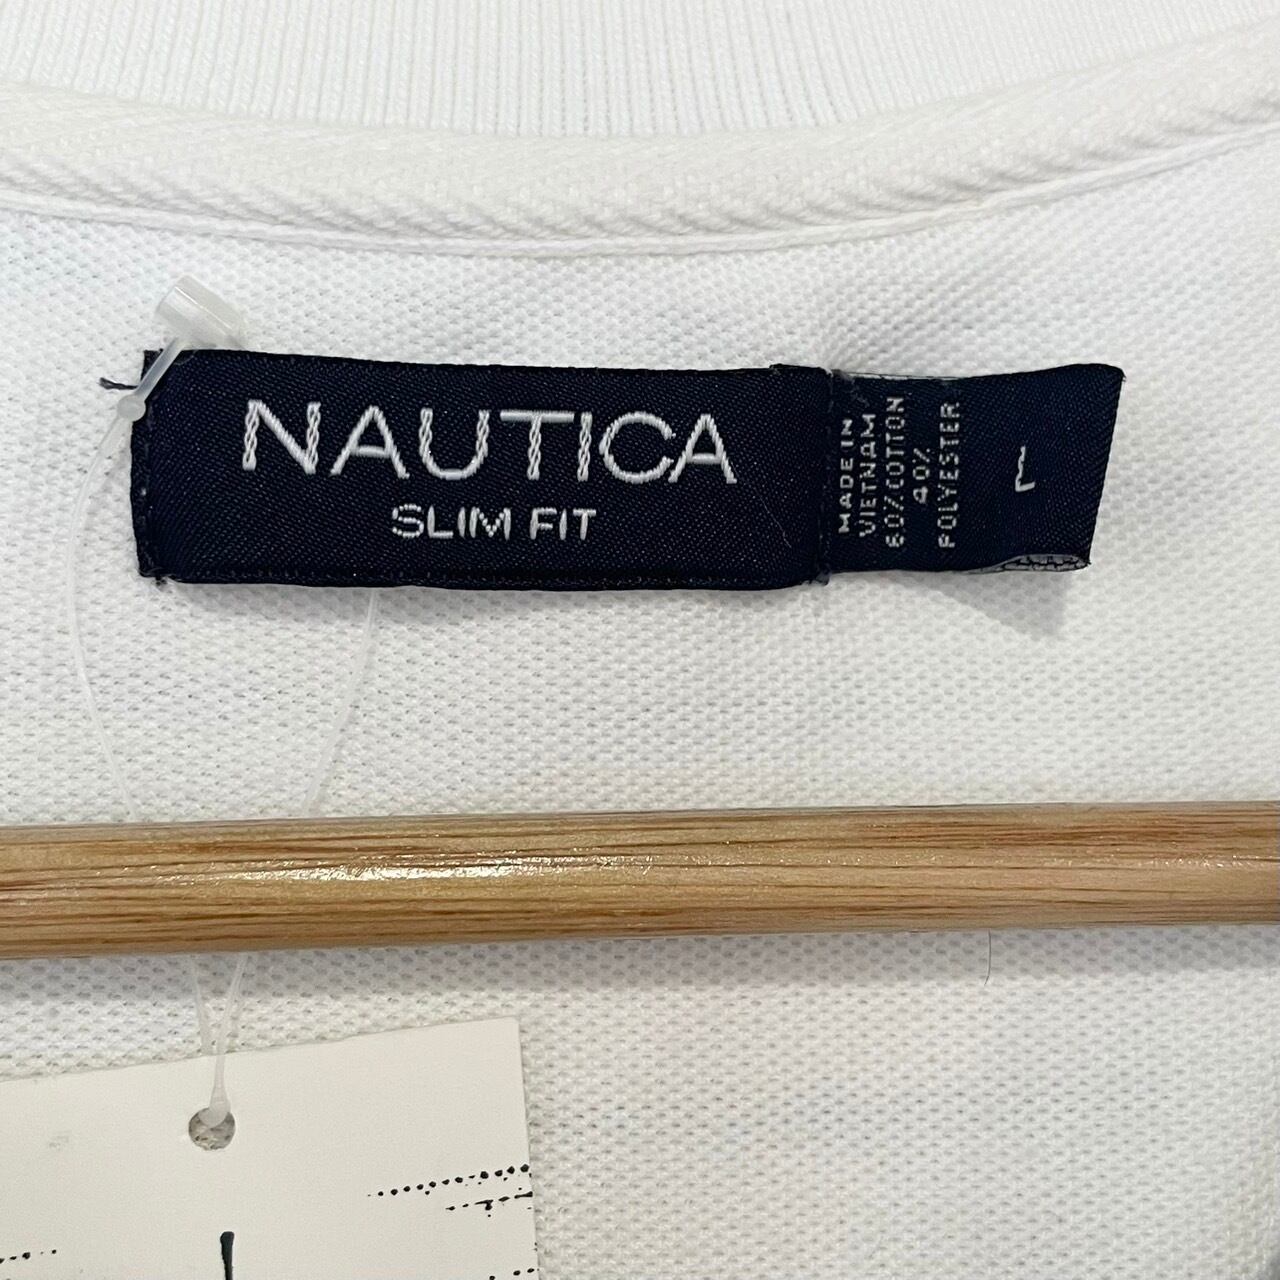 NAUTICA
SLIM FIT
MADE IN
VIETNAM
60% COTTON
40%
POLYESTER
L